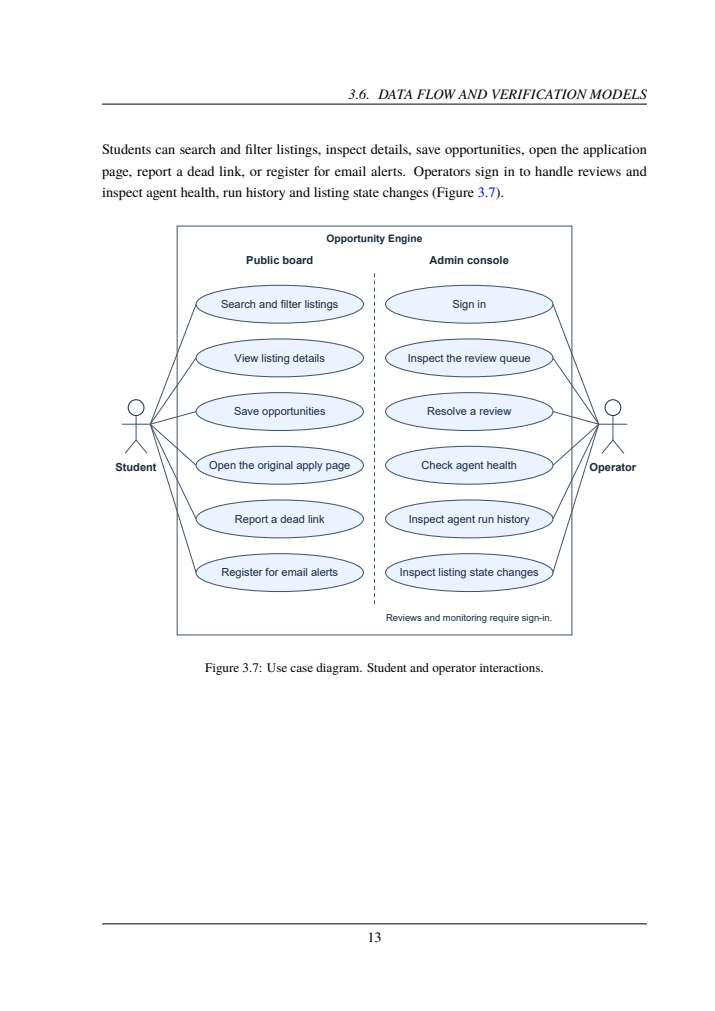 3.6. DATA FLOW AND VERIFICATION MODELS
Students can search and filter listings, inspect details, save opportunities, open the application
page, report a dead link, or register for email alerts. Operators sign in to handle reviews and
inspect agent health, run history and listing state changes (Figure 3.7).
Opportunity Engine
Public board
Admin console
Search and filter listings
Sign in
View listing details
Inspect the review queue
Save opportunities
Resolve a review
Open the original apply page
Check agent health
Student
Operator
Report a dead link
Inspect agent run history
Register for email alerts
Inspect listing state changes
Reviews and monitoring require sign-in.
Figure 3.7: Use case diagram. Student and operator interactions.
13